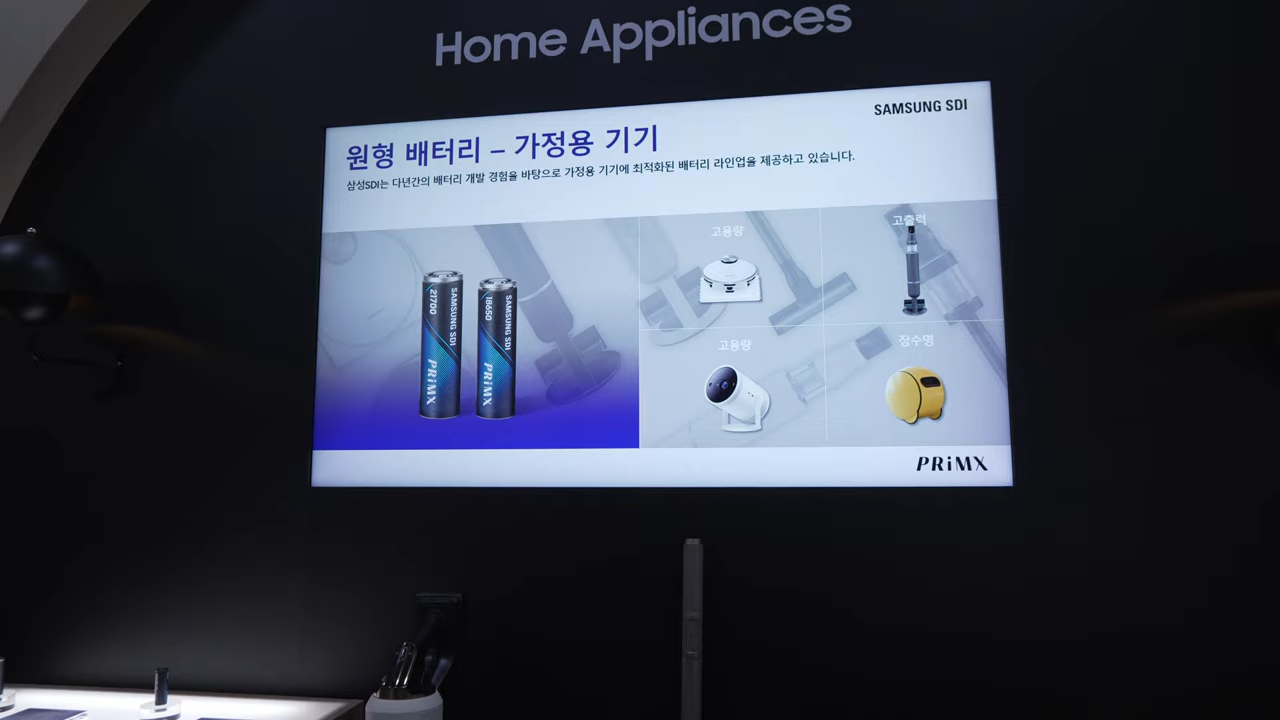 Home Appliances
SAMSUNG SDI
원형 배터리 – 가정용 기기
삼성SDI는 다년간의 배터리 개발 경험을 바탕으로 가정용 기기에 최적화된 배터리 라인업을 제공하고 있습니다.
21700 SAMSUNG SDI
PRiMX
18650 SAMSUNG SDI
PRiMX
고용량
고출력
고용량
장수명
PRiMX